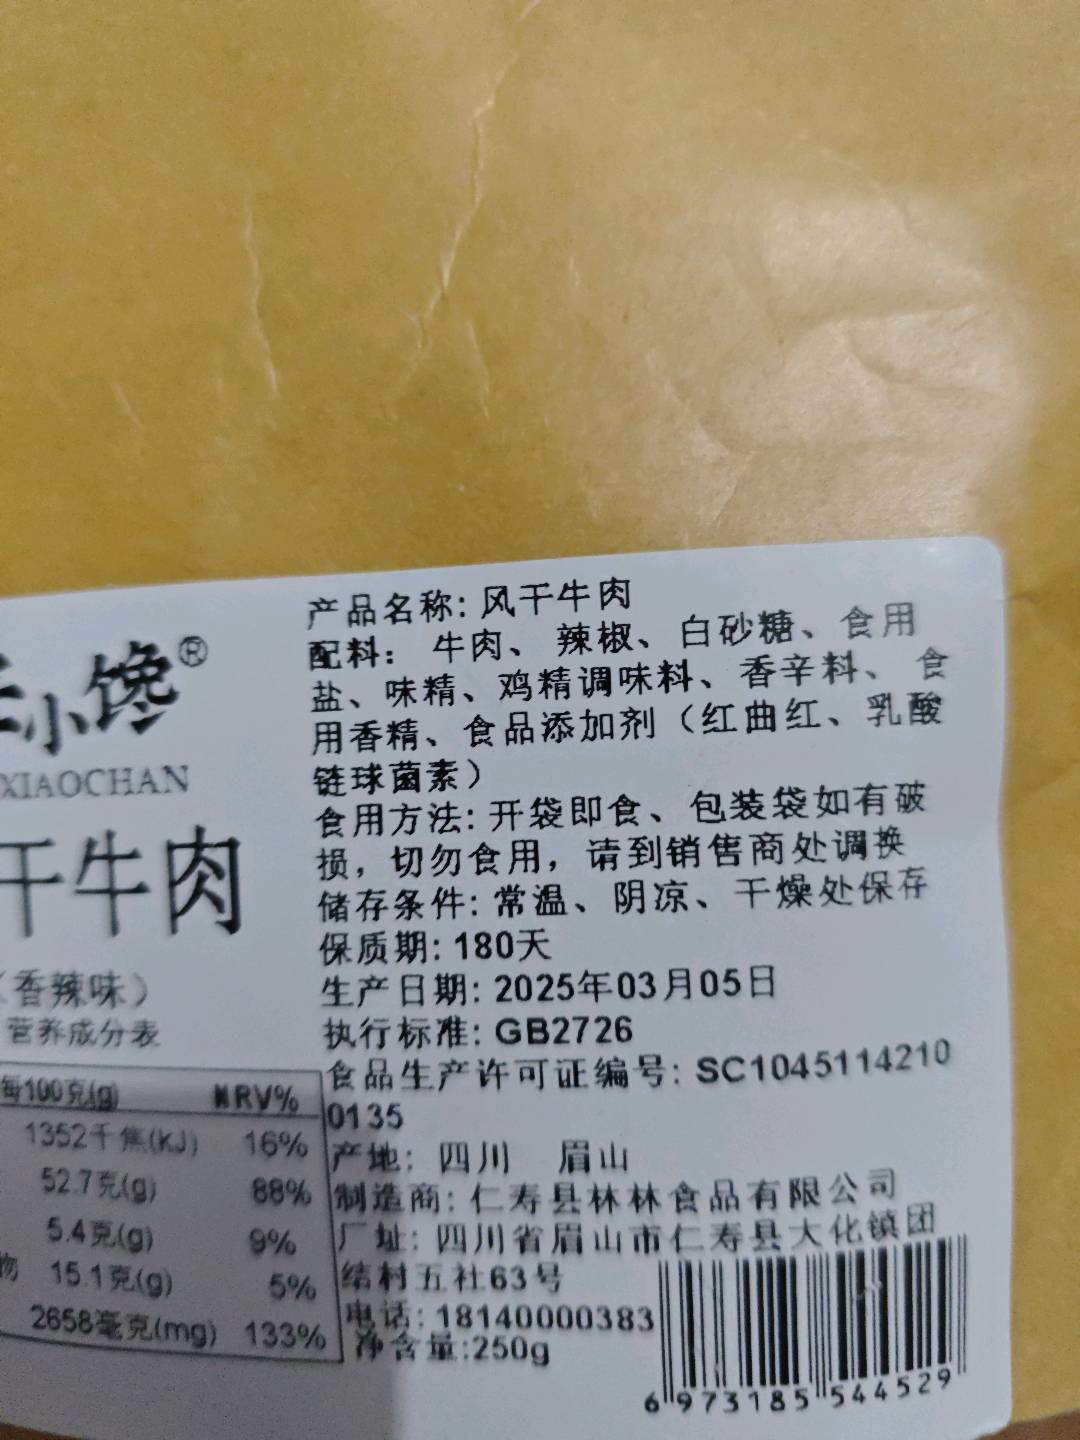 小馋®
XIAOCHAN
干牛肉
（香辣味）
营养成分表
每100克(g) NRV%
1352千焦(kJ) 16%
52.7克(g) 88%
5.4克(g) 9%
物 15.1克(g) 5%
2658毫克(mg) 133%
产品名称: 风干牛肉
配料： 牛肉、辣椒、白砂糖、食用
盐、味精、鸡精调味料、香辛料、食
用香精、食品添加剂（红曲红、乳酸
链球菌素）
食用方法: 开袋即食、包装袋如有破
损，切勿食用，请到销售商处调换
储存条件: 常温、阴凉、干燥处保存
保质期: 180天
生产日期: 2025年03月05日
执行标准: GB2726
食品生产许可证编号: SC1045114210
0135
产地: 四川 眉山
制造商: 仁寿县林林食品有限公司
厂址: 四川省眉山市仁寿县大化镇团
结村五社63号
电话: 18140000383
净含量:250g
6 973185 544529